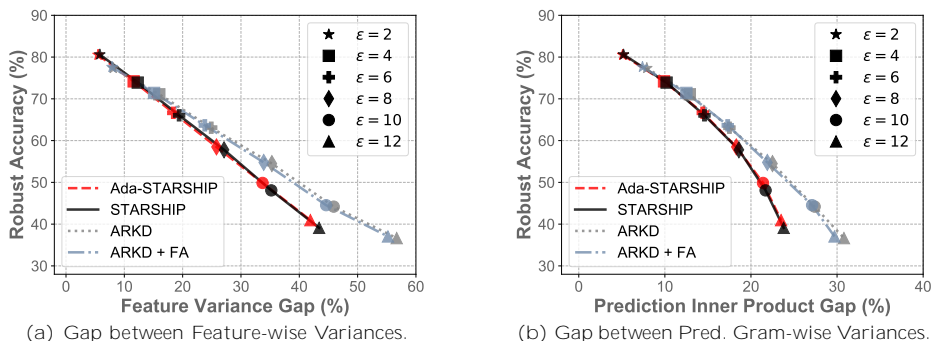 90
80
70
60
50
40
30
0 10 20 30 40 50 60
Robust Accuracy (%)
Feature Variance Gap (%)
ε = 2
ε = 4
ε = 6
ε = 8
ε = 10
ε = 12
Ada-STARSHIP
STARSHIP
ARKD
ARKD + FA
(a) Gap between Feature-wise Variances.
90
80
70
60
50
40
30
0 10 20 30 40
Robust Accuracy (%)
Prediction Inner Product Gap (%)
ε = 2
ε = 4
ε = 6
ε = 8
ε = 10
ε = 12
Ada-STARSHIP
STARSHIP
ARKD
ARKD + FA
(b) Gap between Pred. Gram-wise Variances.